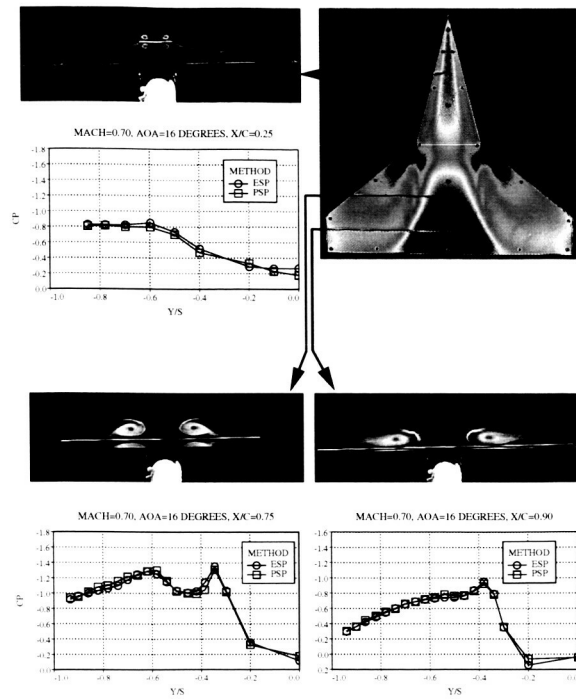 MACH=0.70, AOA=16 DEGREES, X/C=0.25
-1.8
-1.6
-1.4
-1.2
-1.0
-0.8
-0.6
-0.4
-0.2
0.0
CP
METHOD
ESP
PSP
-1.0 -0.8 -0.6 -0.4 -0.2 0.0
Y/S
MACH=0.70, AOA=16 DEGREES, X/C=0.75
-1.8
-1.6
-1.4
-1.2
-1.0
-0.8
-0.6
-0.4
-0.2
-0.0
CP
METHOD
ESP
PSP
-1.0 -0.8 -0.6 -0.4 -0.2 0.0
Y/S
MACH=0.70, AOA=16 DEGREES, X/C=0.90
-1.6
-1.4
-1.2
-1.0
-0.8
-0.6
-0.4
-0.2
0.0
0.2
METHOD
ESP
PSP
-1.0 -0.8 -0.6 -0.4 -0.2 0.0
Y/S